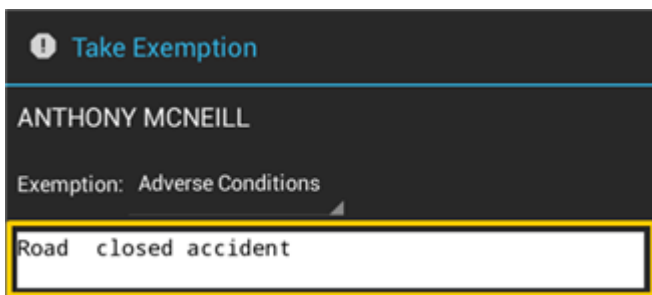 Take Exemption
ANTHONY MCNEILL
Exemption: Adverse Conditions
Road  closed accident